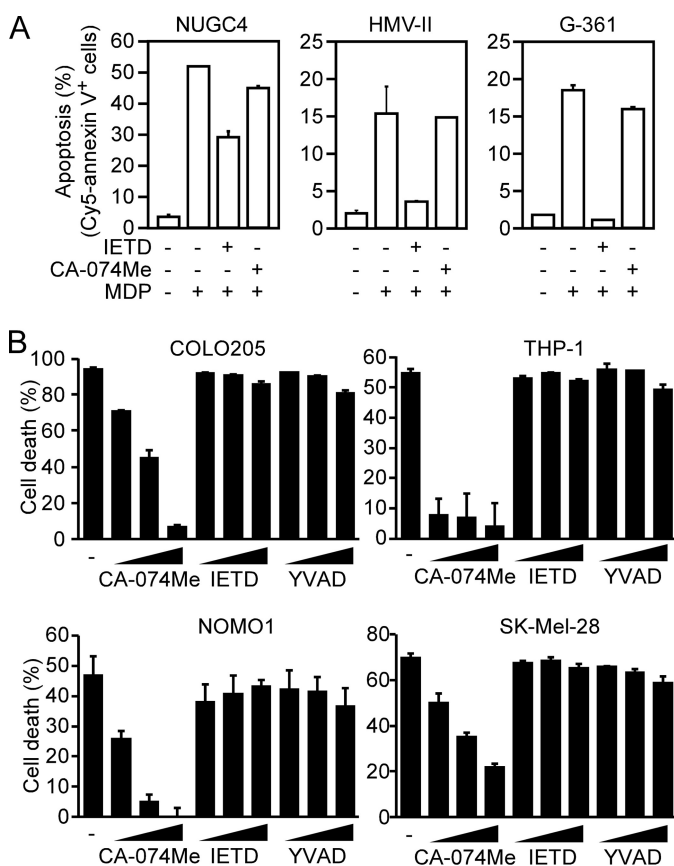 A
NUGC4 HMV-II G-361
Apoptosis (%)
(Cy5-annexin V+ cells)
60 25 25
50 20 20
40 15 15
30 10 10
20 5 5
10 0 0
0
IETD - - + - - - + - - - + -
CA-074Me - - - + - - - + - - - +
MDP - + + + - + + + - + + +
B
COLO205 THP-1
Cell death (%)
100 60
80 50
60 40
40 30
20 20
0 10
0
- CA-074Me IETD YVAD - CA-074Me IETD YVAD
NOMO1 SK-Mel-28
Cell death (%)
60 80
50 60
40 40
30 20
20 0
10
0
- CA-074Me IETD YVAD - CA-074Me IETD YVAD